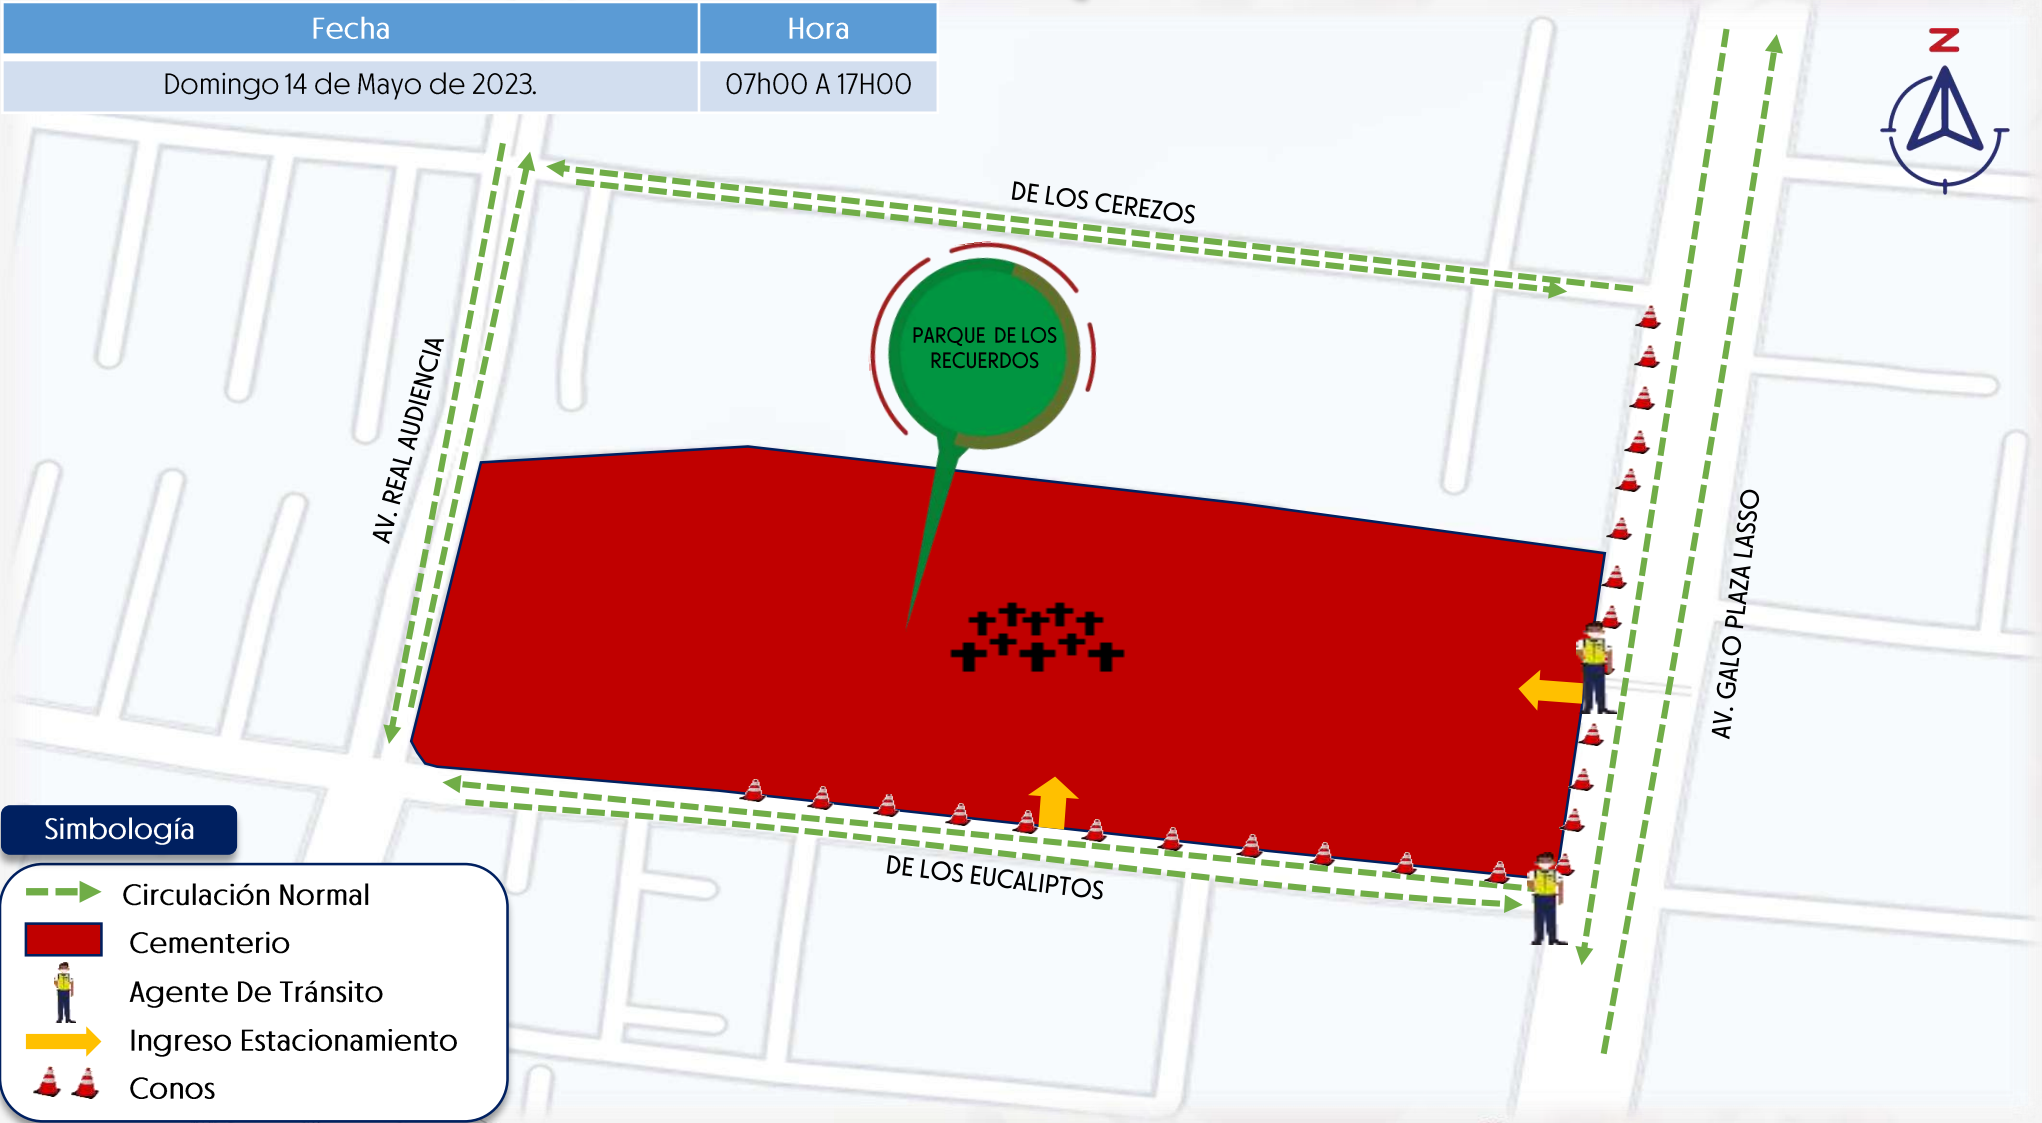 Fecha
Hora
Domingo 14 de Mayo de 2023.
07h00 A 17H00
N
DE LOS CEREZOS
PARQUE DE LOS
RECUERDOS
AV. REAL AUDIENCIA
AV. GALO PLAZA LASSO
DE LOS EUCALIPTOS
Simbología
Circulación Normal
Cementerio
Agente De Tránsito
Ingreso Estacionamiento
Conos